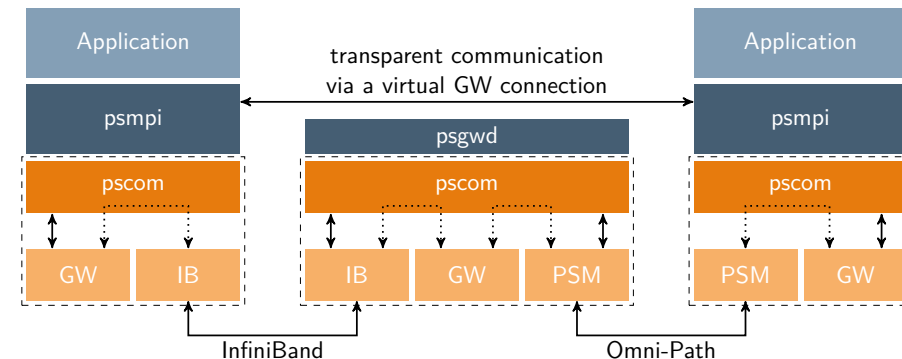 Application
Application
transparent communication
via a virtual GW connection
psmpi
psmpi
psgwd
pscom
pscom
pscom
GW
IB
IB
GW
PSM
PSM
GW
InfiniBand
Omni-Path